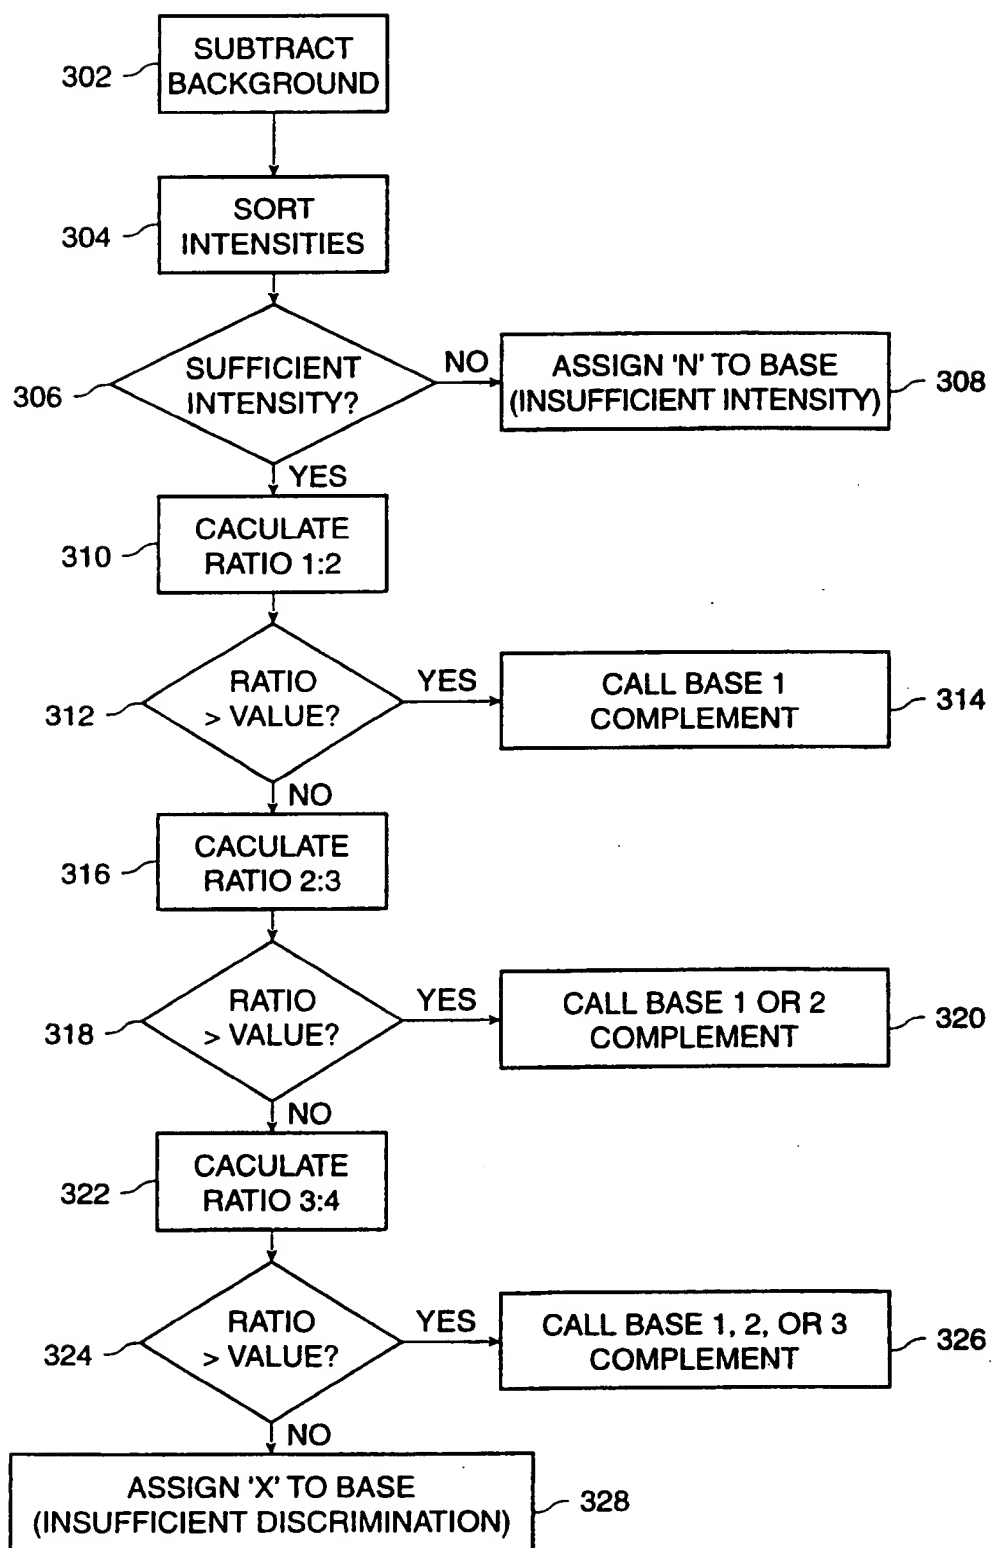 SUBTRACT
302
BACKGROUND
SORT
304
INTENSITIES
SUFFICIENT
INTENSITY?
306
NO
ASSIGN 'N' TO BASE
(INSUFFICIENT INTENSITY)
308
YES
CACULATE
RATIO 1:2
310
RATIO
> VALUE?
312
YES
CALL BASE 1
COMPLEMENT
314
NO
CACULATE
RATIO 2:3
316
RATIO
> VALUE?
318
YES
CALL BASE 1 OR 2
COMPLEMENT
320
NO
CACULATE
RATIO 3:4
322
RATIO
> VALUE?
324
YES
CALL BASE 1, 2, OR 3
COMPLEMENT
326
NO
ASSIGN 'X' TO BASE
(INSUFFICIENT DISCRIMINATION)
328